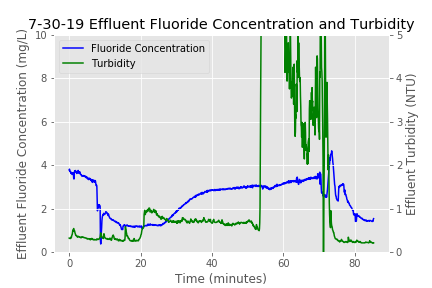 7-30-19 Effluent Fluoride Concentration and Turbidity
Fluoride Concentration
Turbidity
Effluent Fluoride Concentration (mg/L)
10
8
6
4
2
0
Effluent Turbidity (NTU)
5
4
3
2
1
0
0 20 40 60 80
Time (minutes)